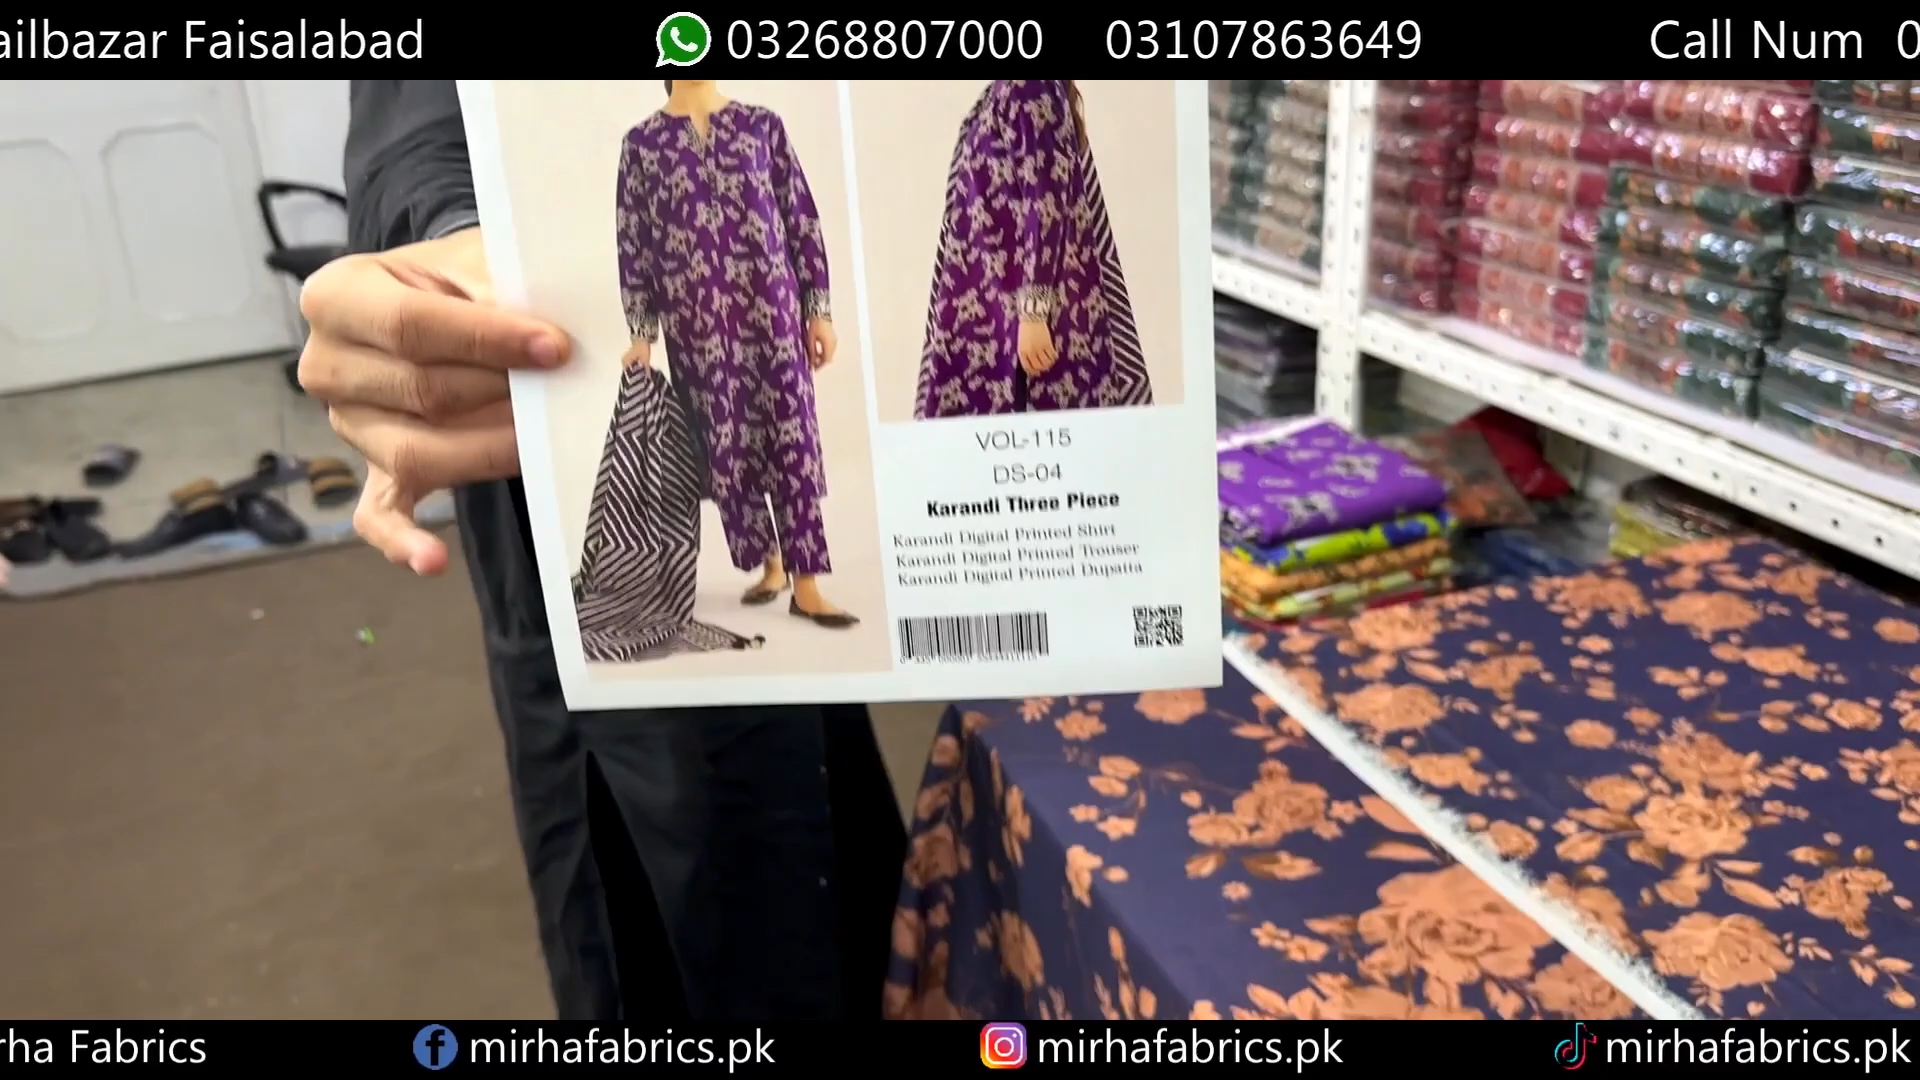 ailbazar Faisalabad
03268807000 03107863649
Call Num 0
VOL-115
DS-04
Karandi Three Piece
Karandi Digital Printed Shirt
Karandi Digital Printed Trouser
Karandi Digital Printed Dupatta
rha Fabrics
mirhafabrics.pk
mirhafabrics.pk
mirhafabrics.pk